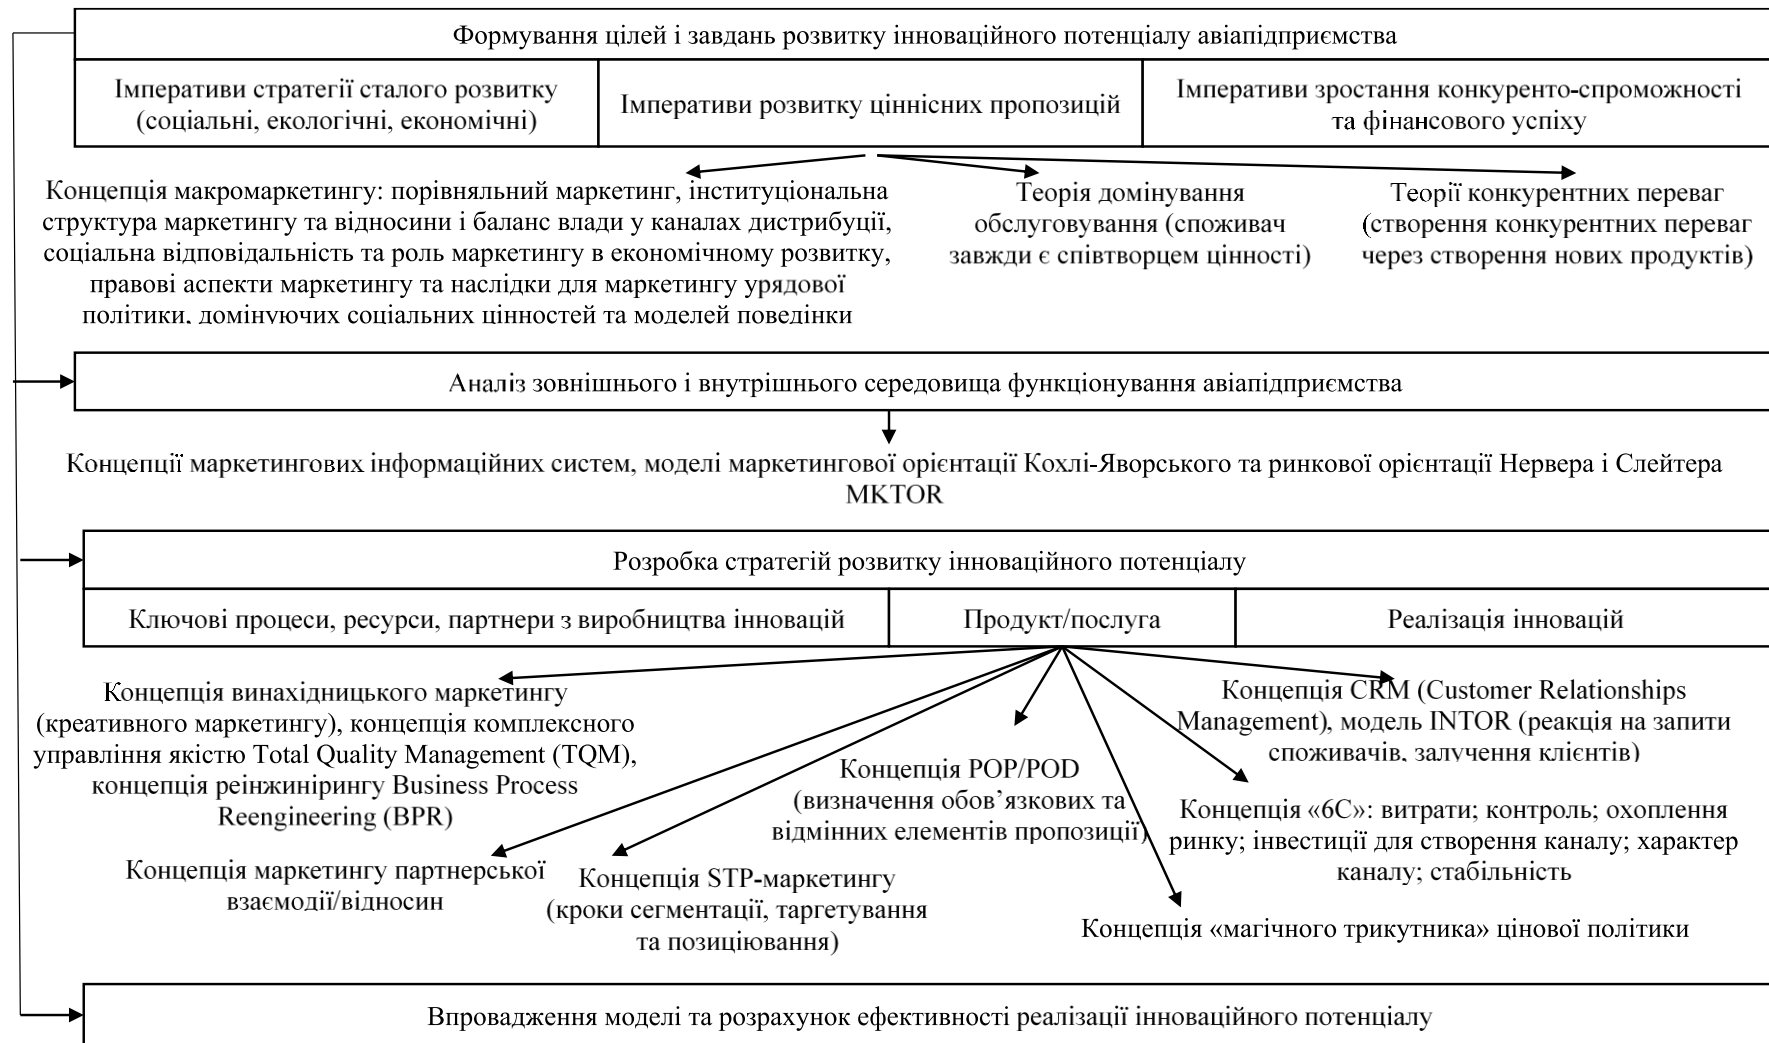 Формування цілей і завдань розвитку інноваційного потенціалу авіапідприємства
Імперативи стратегії сталого розвитку
(соціальні, екологічні, економічні)
Імперативи розвитку ціннісних пропозицій
Імперативи зростання конкуренто-спроможності
та фінансового успіху
Концепція макромаркетингу: порівняльний маркетинг, інституціональна
структура маркетингу та відносини і баланс влади у каналах дистрибуції,
соціальна відповідальність та роль маркетингу в економічному розвитку,
правові аспекти маркетингу та наслідки для маркетингу урядової
політики, домінуючих соціальних цінностей та моделей поведінки
Теорія домінування
обслуговування (споживач
завжди є співтворцем цінності)
Теорії конкурентних переваг
(створення конкурентних переваг
через створення нових продуктів)
Аналіз зовнішнього і внутрішнього середовища функціонування авіапідприємства
Концепції маркетингових інформаційних систем, моделі маркетингової орієнтації Кохлі-Яворського та ринкової орієнтації Нервера і Слейтера
MKTOR
Розробка стратегій розвитку інноваційного потенціалу
Ключові процеси, ресурси, партнери з виробництва інновацій
Продукт/послуга
Реалізація інновацій
Концепція винахідницького маркетингу
(креативного маркетингу), концепція комплексного
управління якістю Total Quality Management (TQM),
концепція реінжинірингу Business Process
Reengineering (BPR)
Концепція CRM (Customer Relationships
Management), модель INTOR (реакція на запити
споживачів, залучення клієнтів)
Концепція POP/POD
(визначення обов’язкових та
відмінних елементів пропозиції)
Концепція «6С»: витрати; контроль; охоплення
ринку; інвестиції для створення каналу; характер
каналу; стабільність
Концепція маркетингу партнерської
взаємодії/відносин
Концепція STP-маркетингу
(кроки сегментації, таргетування
та позиціювання)
Концепція «магічного трикутника» цінової політики
Впровадження моделі та розрахунок ефективності реалізації інноваційного потенціалу